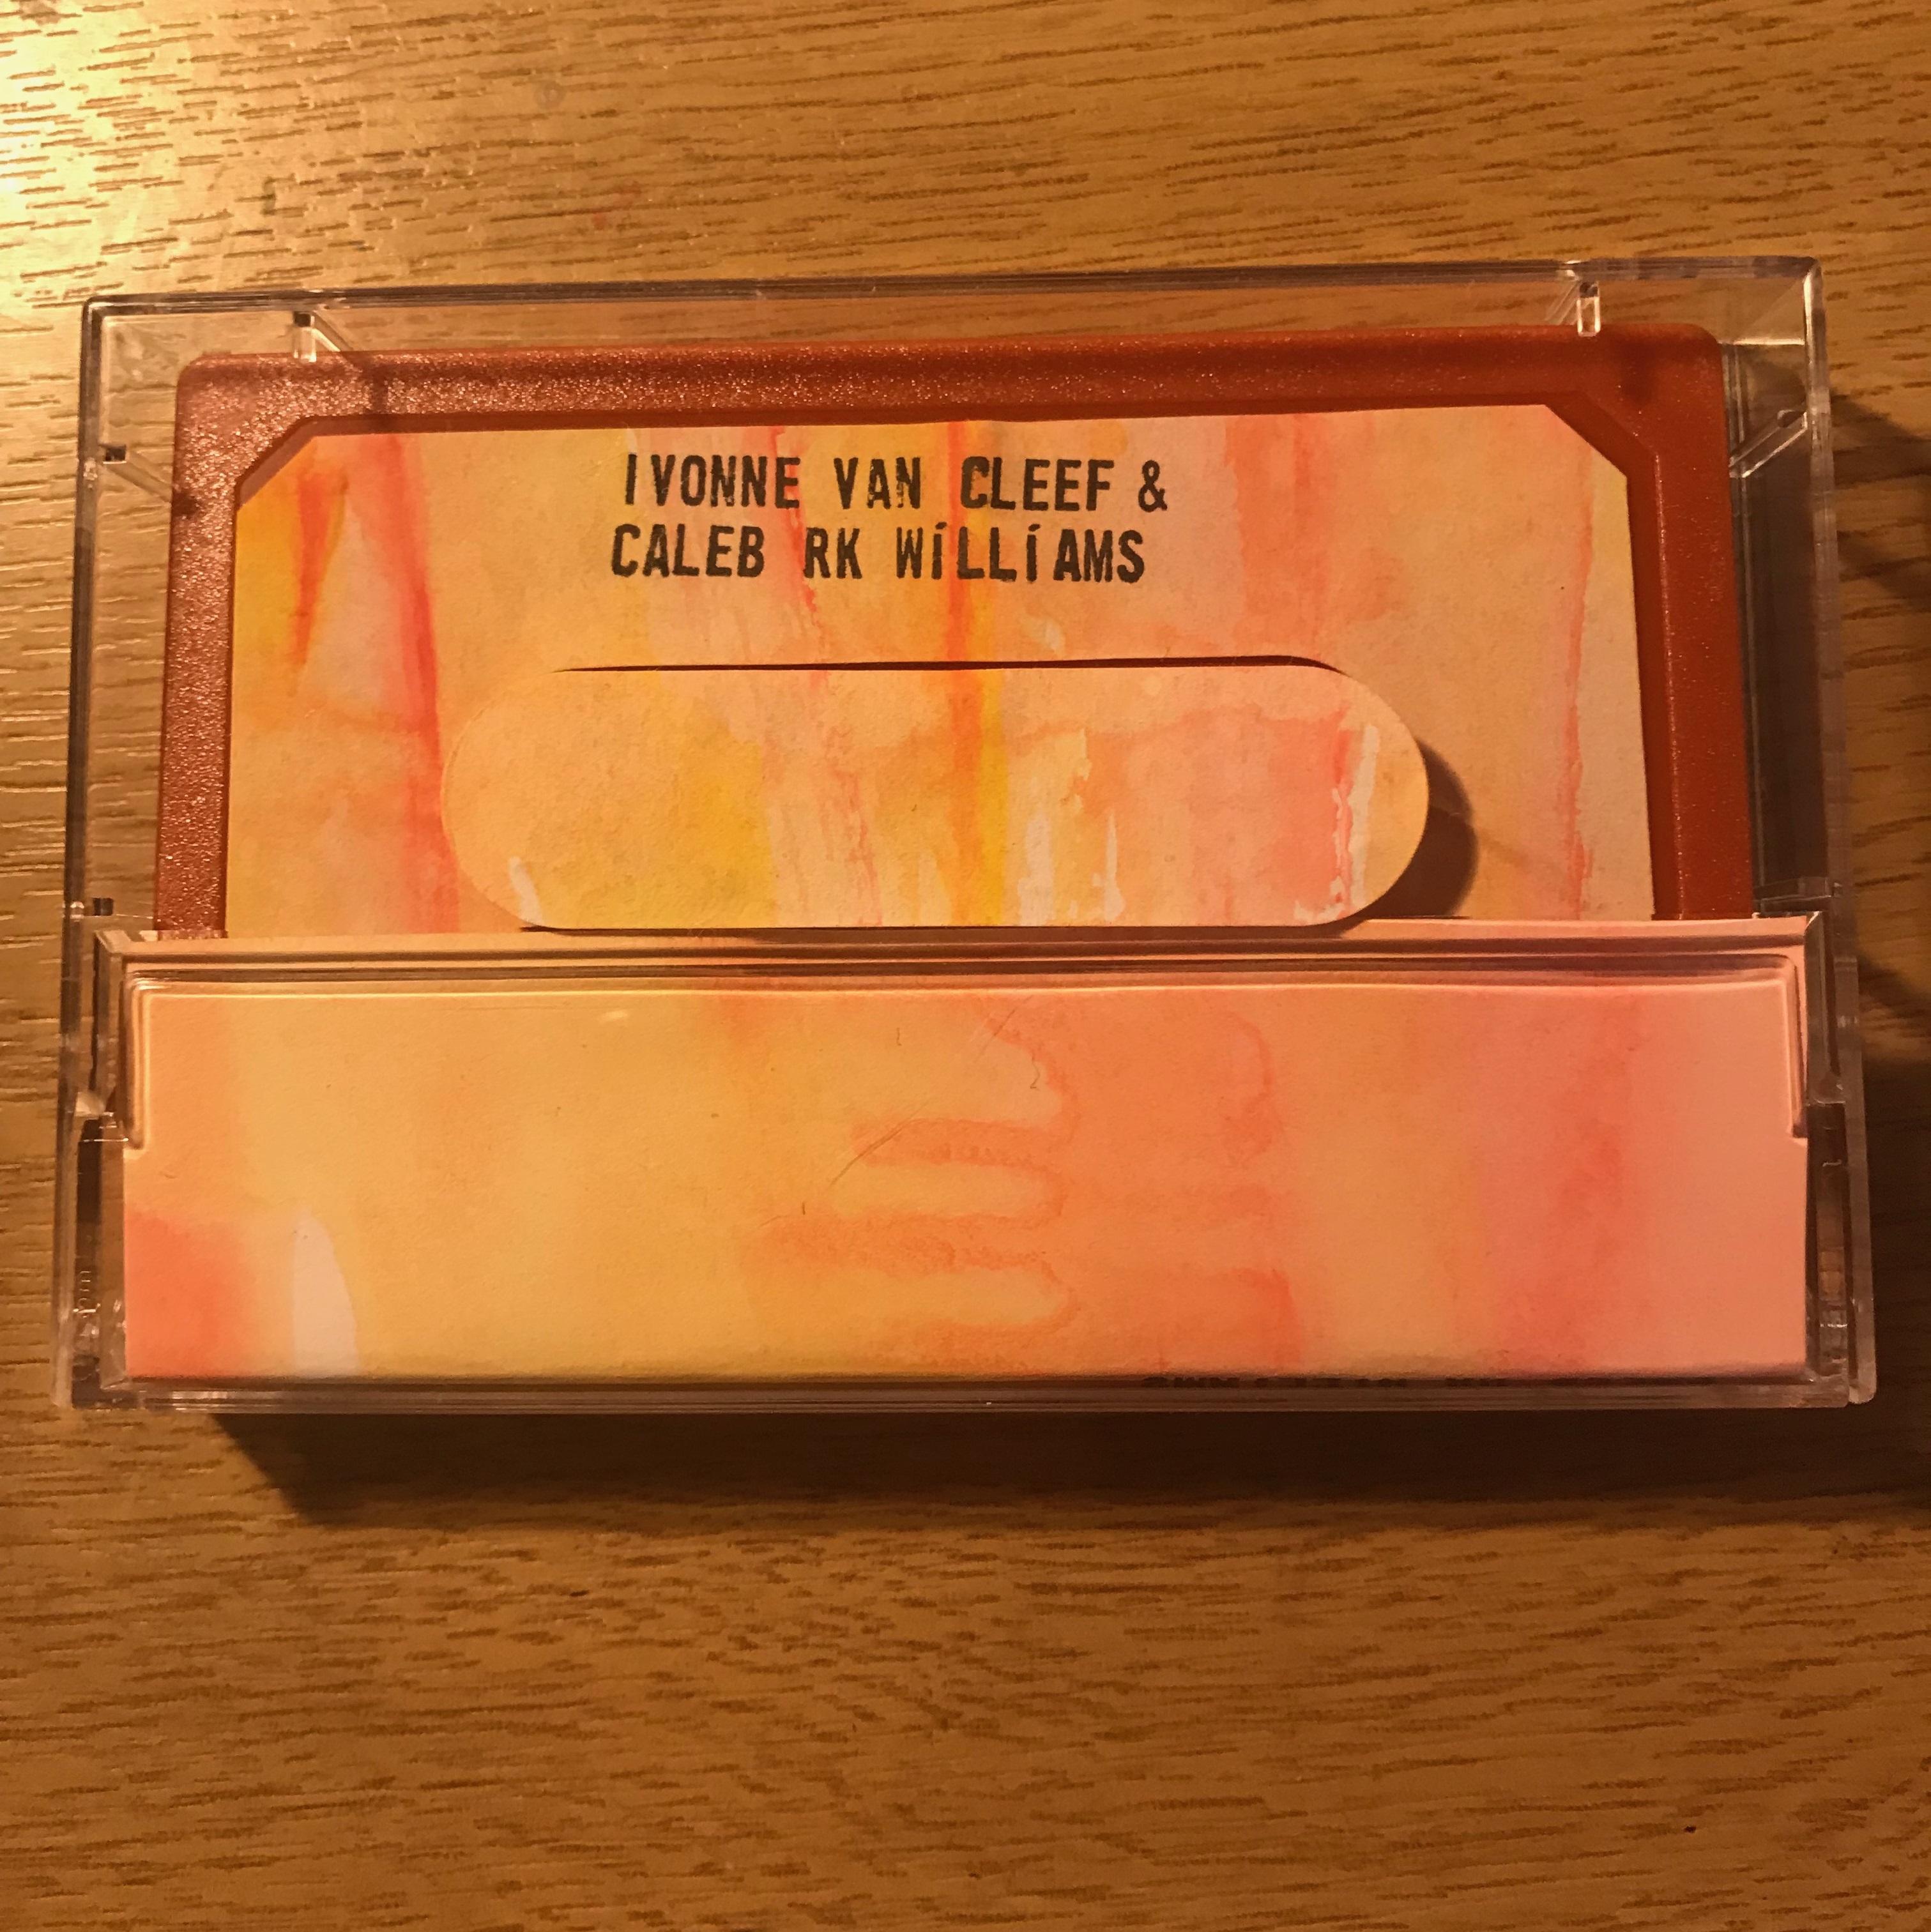 IVONNE VAN CLEEF &
CALEB RK WiLLiAMS